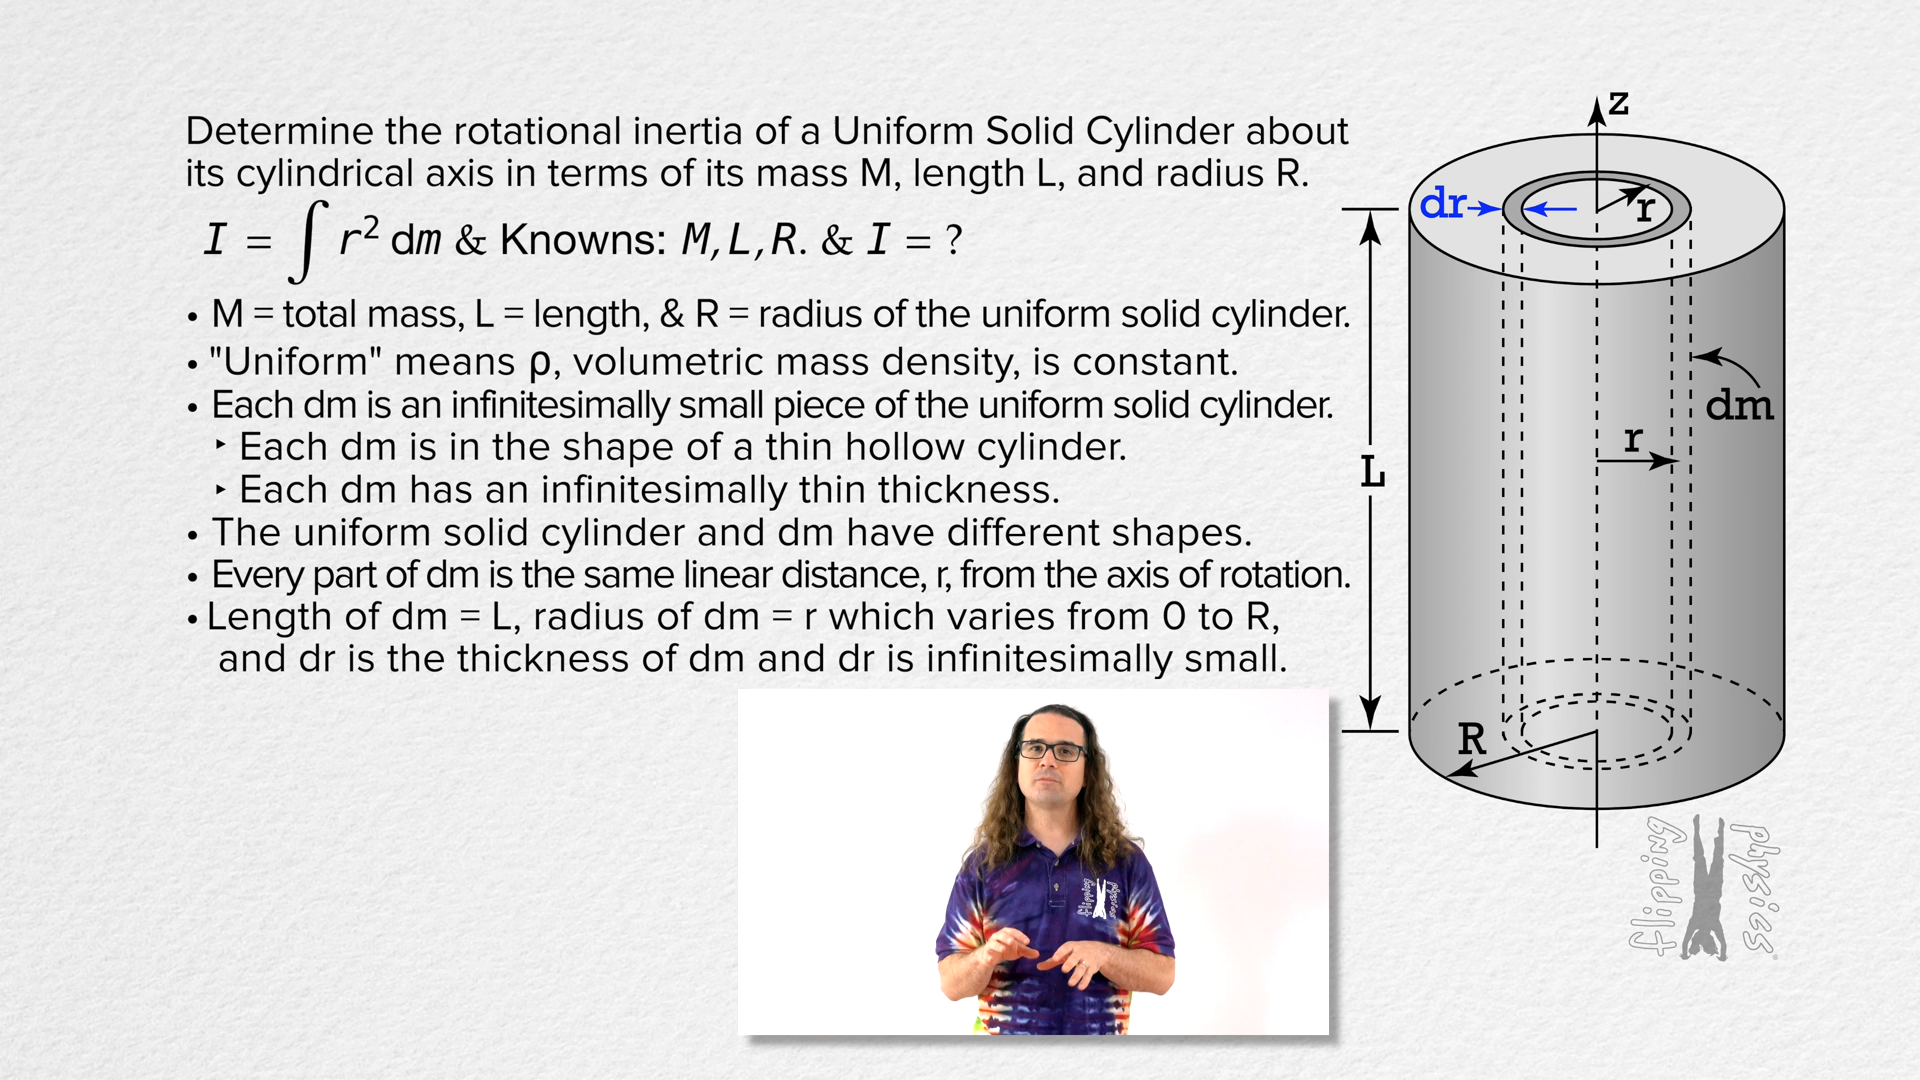 Determine the rotational inertia of a Uniform Solid Cylinder about
its cylindrical axis in terms of its mass M, length L, and radius R.
I = ∫ r² dm & Knowns: M, L, R. & I = ?
• M = total mass, L = length, & R = radius of the uniform solid cylinder.
• "Uniform" means ρ, volumetric mass density, is constant.
• Each dm is an infinitesimally small piece of the uniform solid cylinder.
‣ Each dm is in the shape of a thin hollow cylinder.
‣ Each dm has an infinitesimally thin thickness.
• The uniform solid cylinder and dm have different shapes.
• Every part of dm is the same linear distance, r, from the axis of rotation.
• Length of dm = L, radius of dm = r which varies from 0 to R,
and dr is the thickness of dm and dr is infinitesimally small.
z
dr
r
dm
r
L
R
flipping physics
flipping physics